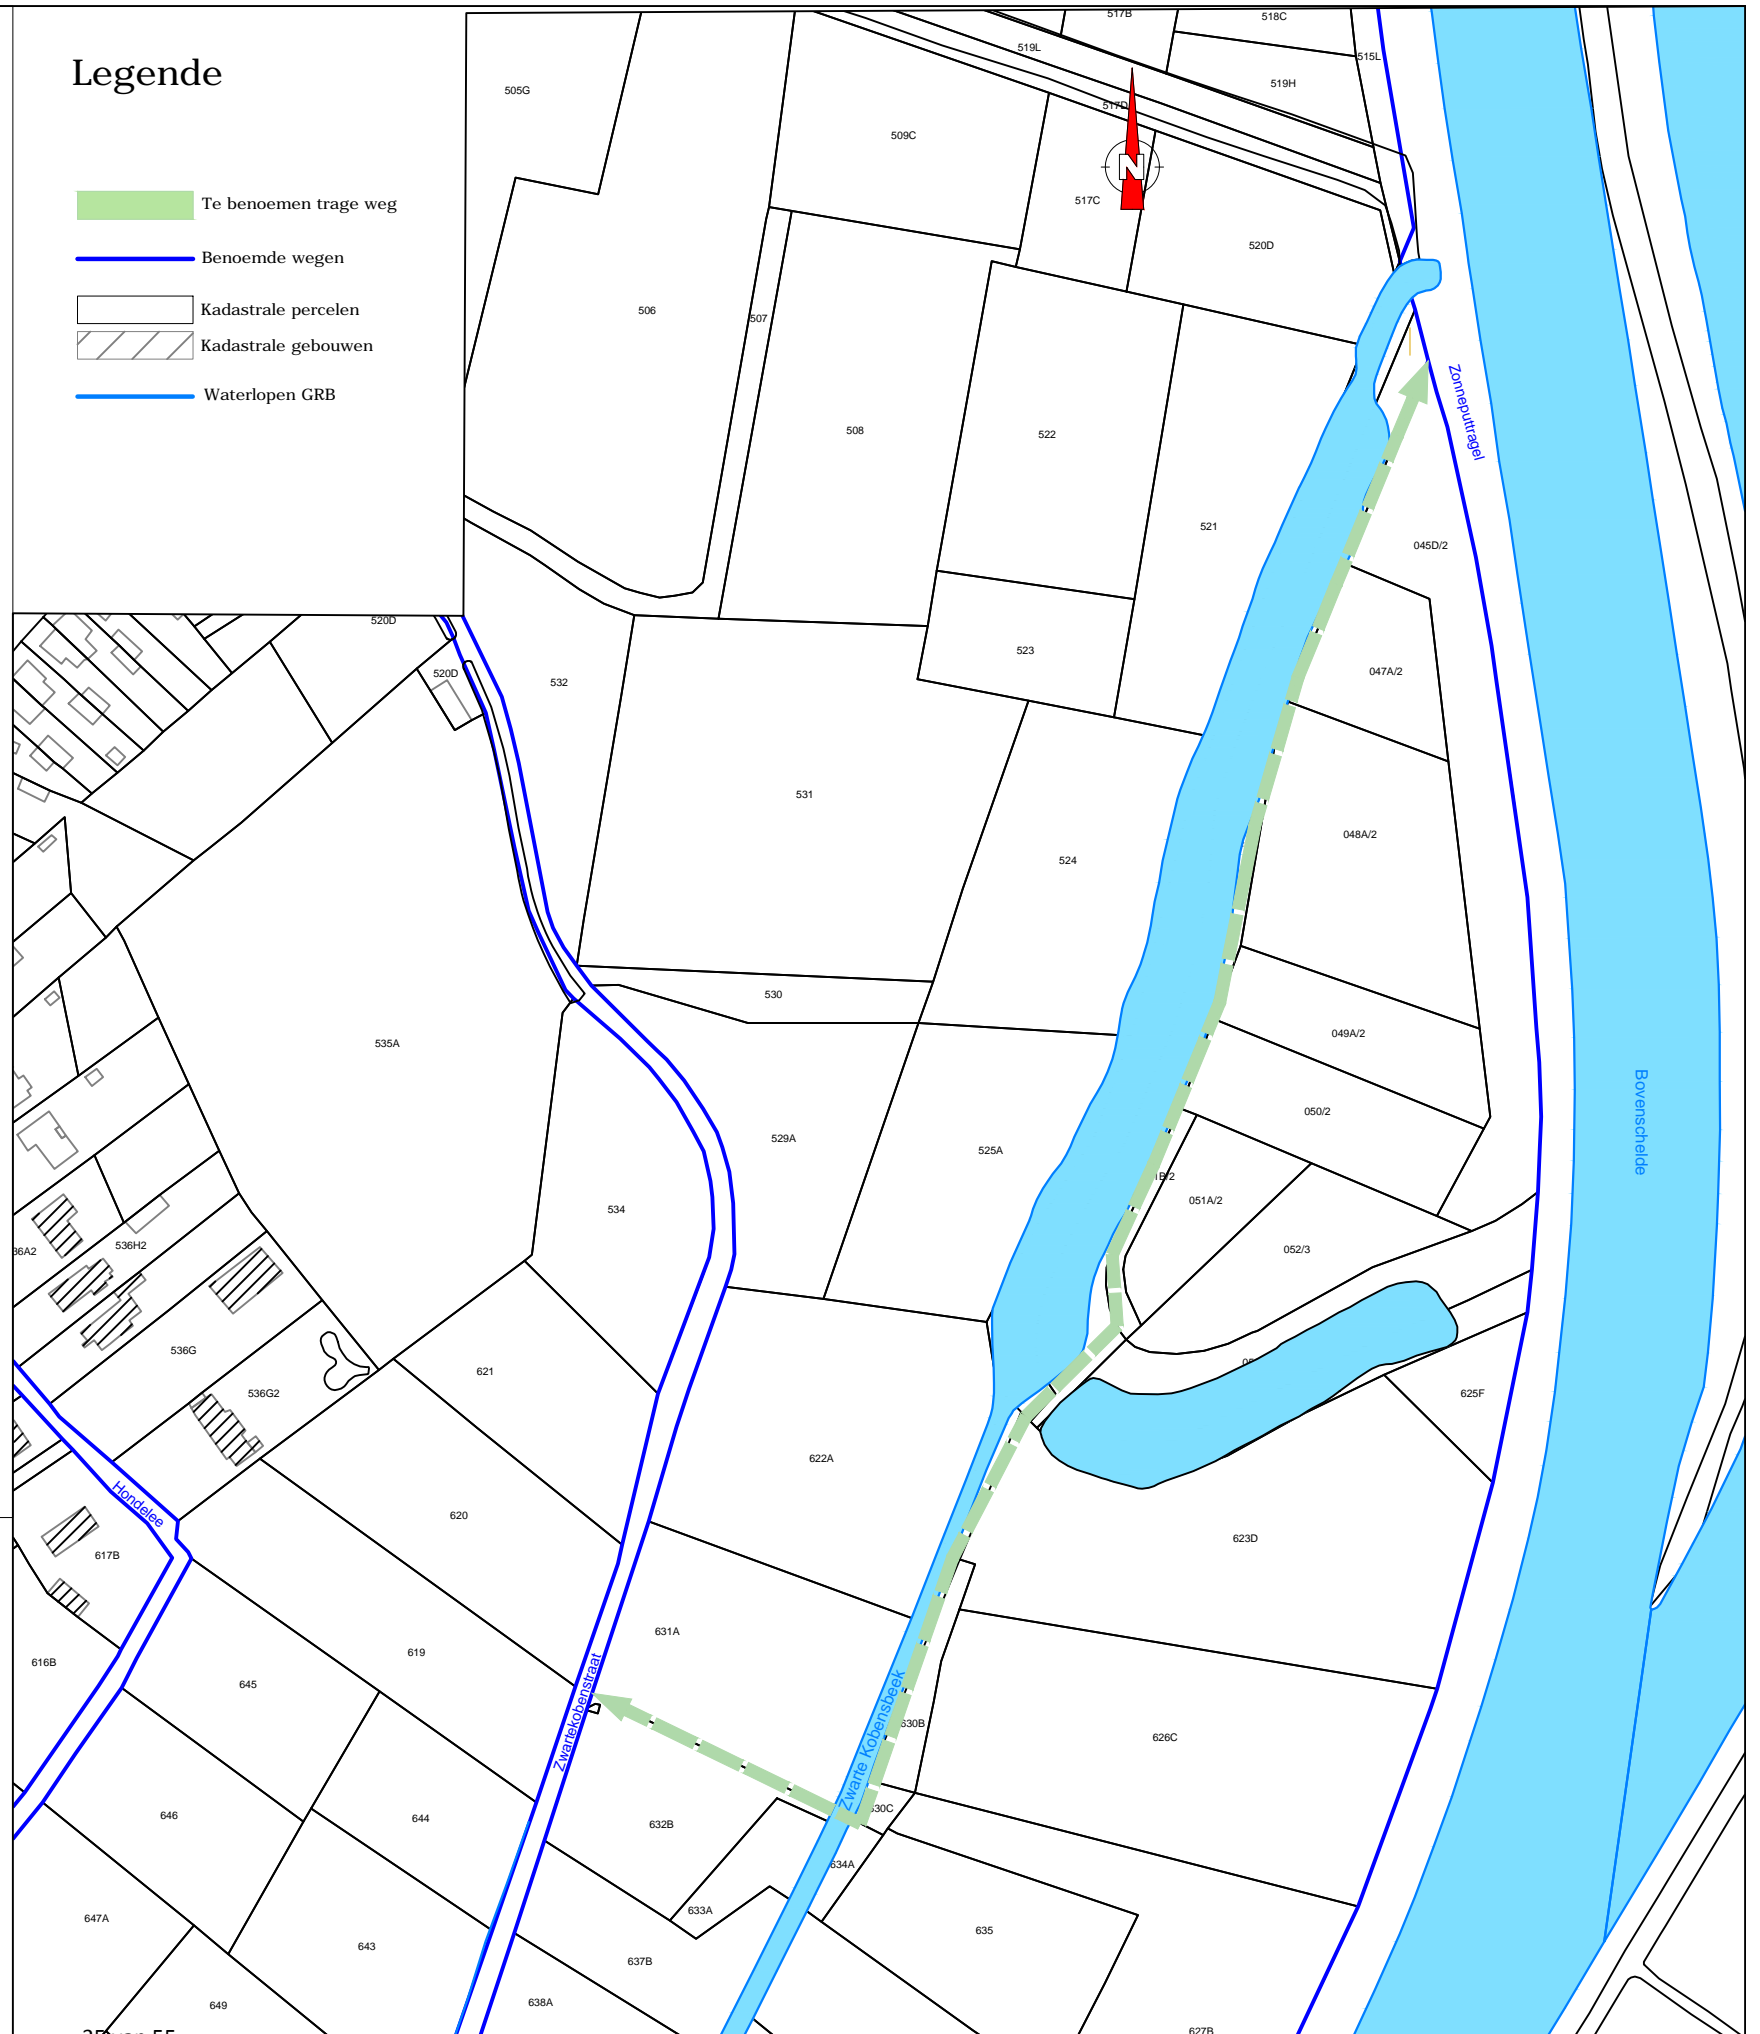 Legende
Te benoemen trage weg
Benoemde wegen
Kadastrale percelen
Kadastrale gebouwen
Waterlopen GRB
505G
506
507
508
509C
517B
518C
519L
515L
519H
517D
N
517C
520D
522
521
523
Zonneputtragel
045D/2
047A/2
048A/2
049A/2
050/2
051A/2
052/3
520D
520D
532
531
524
530
535A
529A
525A
534
Bovenschelde
536H2
536G
536G2
621
622A
625F
620
623D
Hondelee
617B
616B
619
631A
645
Zwartekobenstraat
Zwarte Kobensbeek
630B
626C
646
644
632B
630C
634A
633A
635
647A
643
637B
649
638A
627B